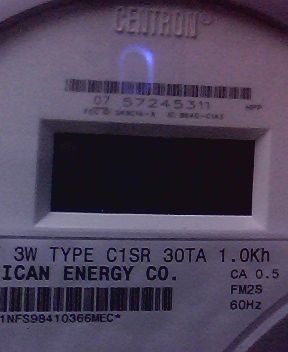 CENTRON®
07 57245311
3W TYPE C1SR 30TA 1.0Kh
ICAN ENERGY CO.
CA 0.5
FM2S
60Hz
1NFS98410366MEC*